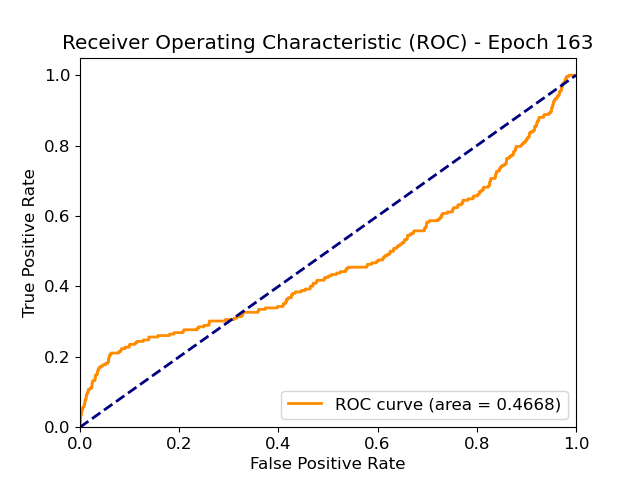 Receiver Operating Characteristic (ROC) - Epoch 163
True Positive Rate
1.0
0.8
0.6
0.4
0.2
0.0
ROC curve (area = 0.4668)
0.0 0.2 0.4 0.6 0.8 1.0
False Positive Rate